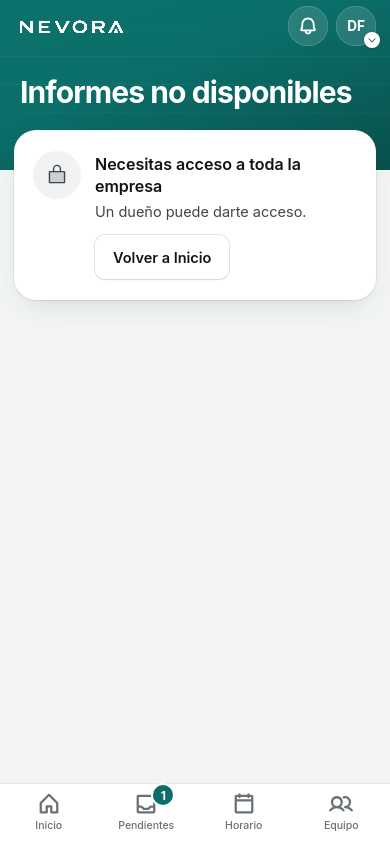 NEVORA
DF
Informes no disponibles
Necesitas acceso a toda la
empresa
Un dueño puede darte acceso.
Volver a Inicio
1
Inicio
Pendientes
Horario
Equipo